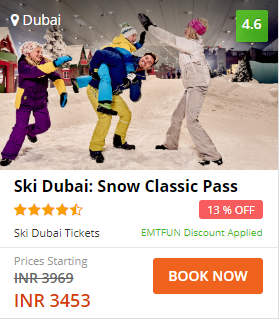 Dubai
4.6
Ski Dubai: Snow Classic Pass
13 % OFF
Ski Dubai Tickets
EMTFUN Discount Applied
Prices Starting
INR 3969
INR 3453
BOOK NOW